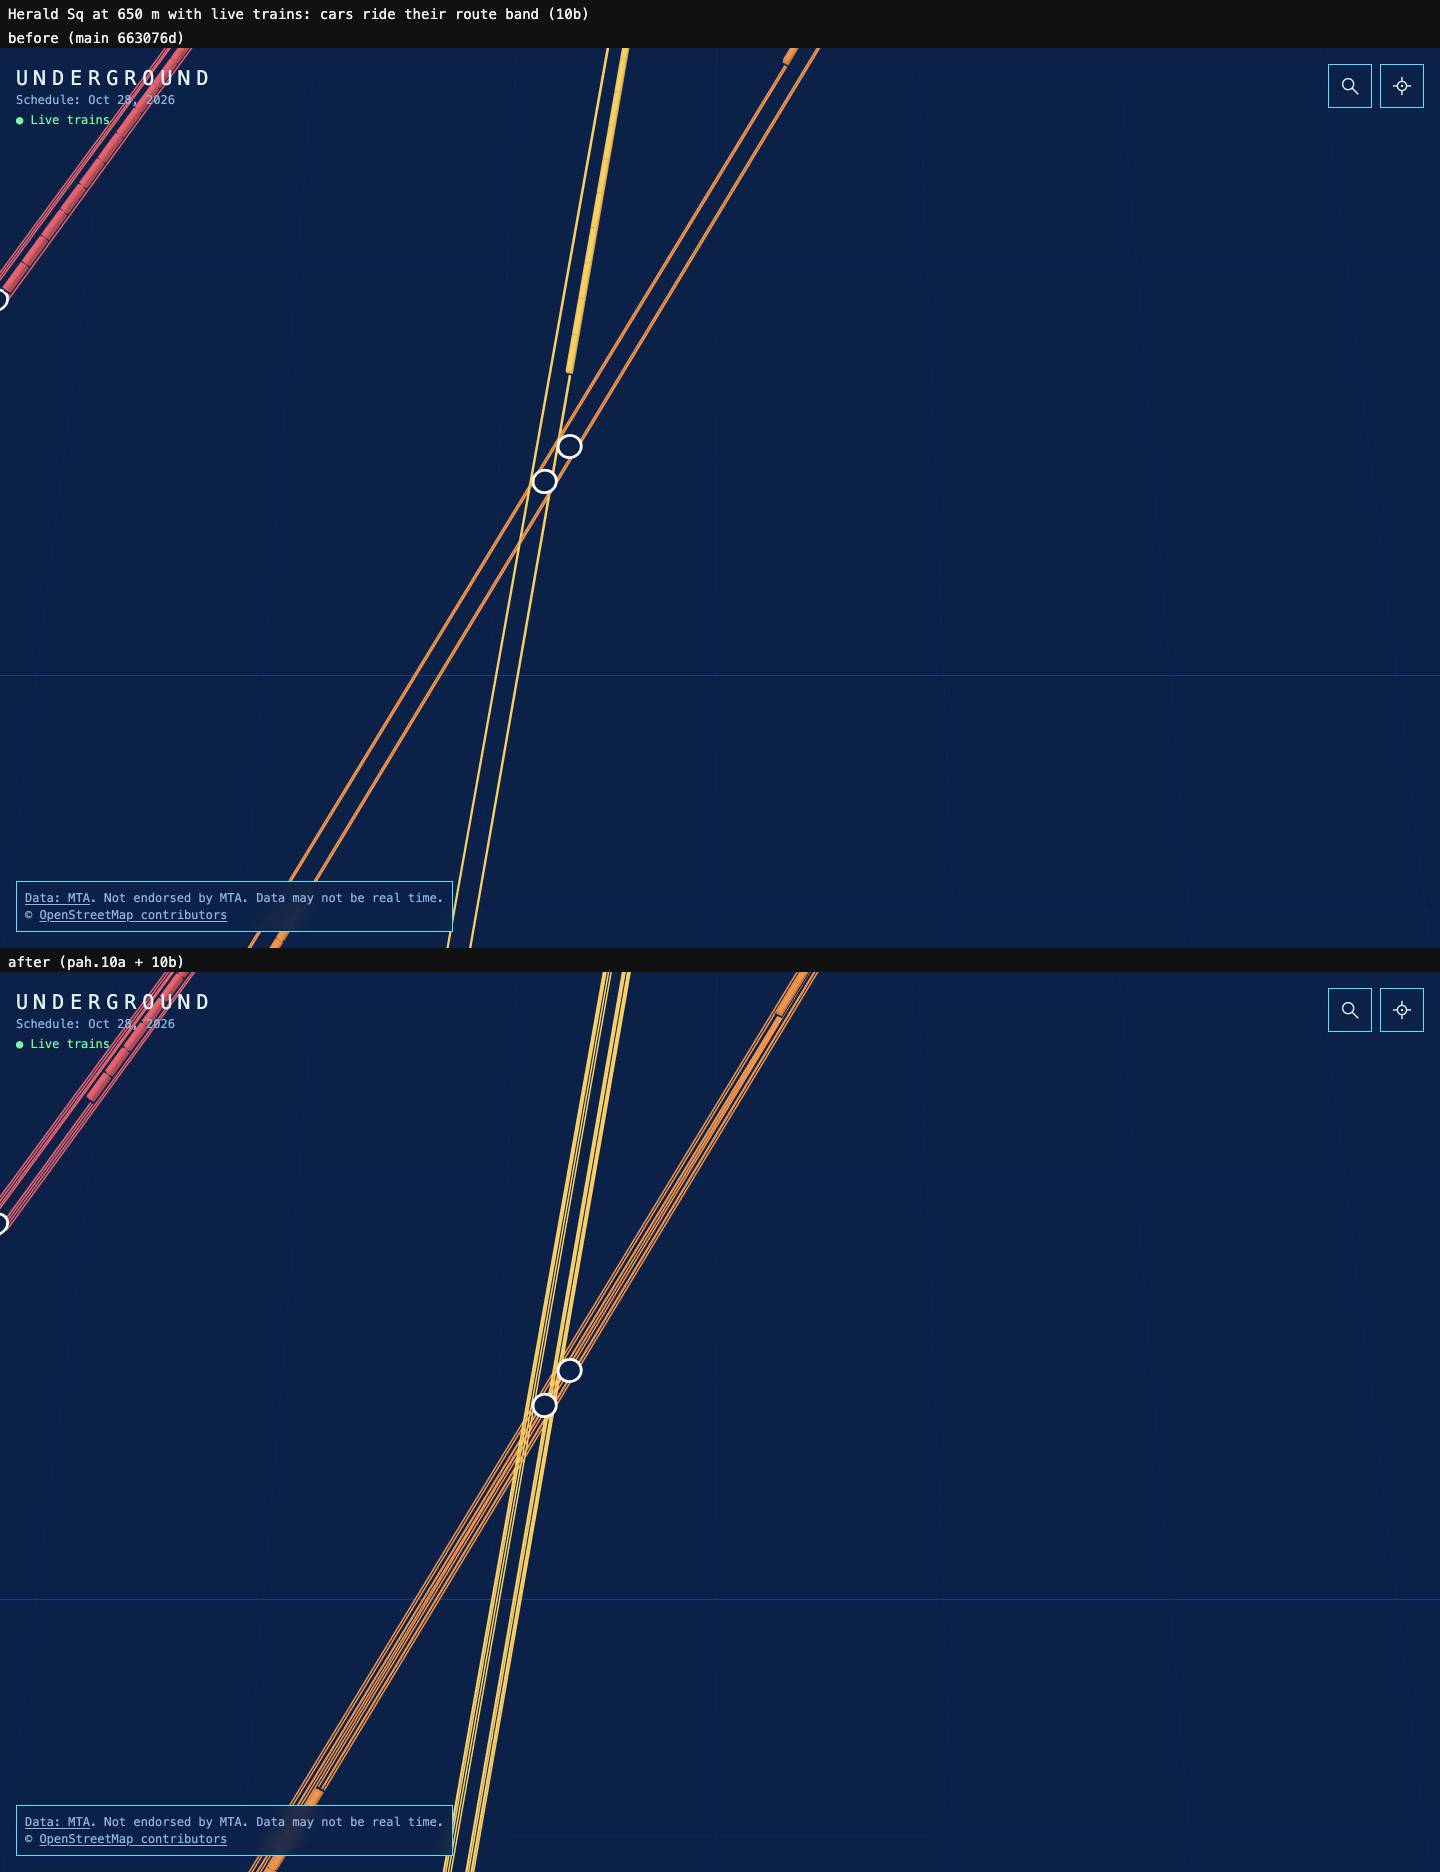 Herald Sq at 650 m with live trains: cars ride their route band (10b)
before (main 663076d)
UNDERGROUND
Schedule: Oct 28, 2026
● Live trains
Data: MTA. Not endorsed by MTA. Data may not be real time.
© OpenStreetMap contributors
after (pah.10a + 10b)
UNDERGROUND
Schedule: Oct 28, 2026
● Live trains
Data: MTA. Not endorsed by MTA. Data may not be real time.
© OpenStreetMap contributors